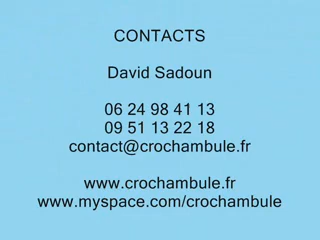 CONTACTS
David Sadoun
06 24 98 41 13
09 51 13 22 18
contact@crochambule.fr
www.crochambule.fr
www.myspace.com/crochambule